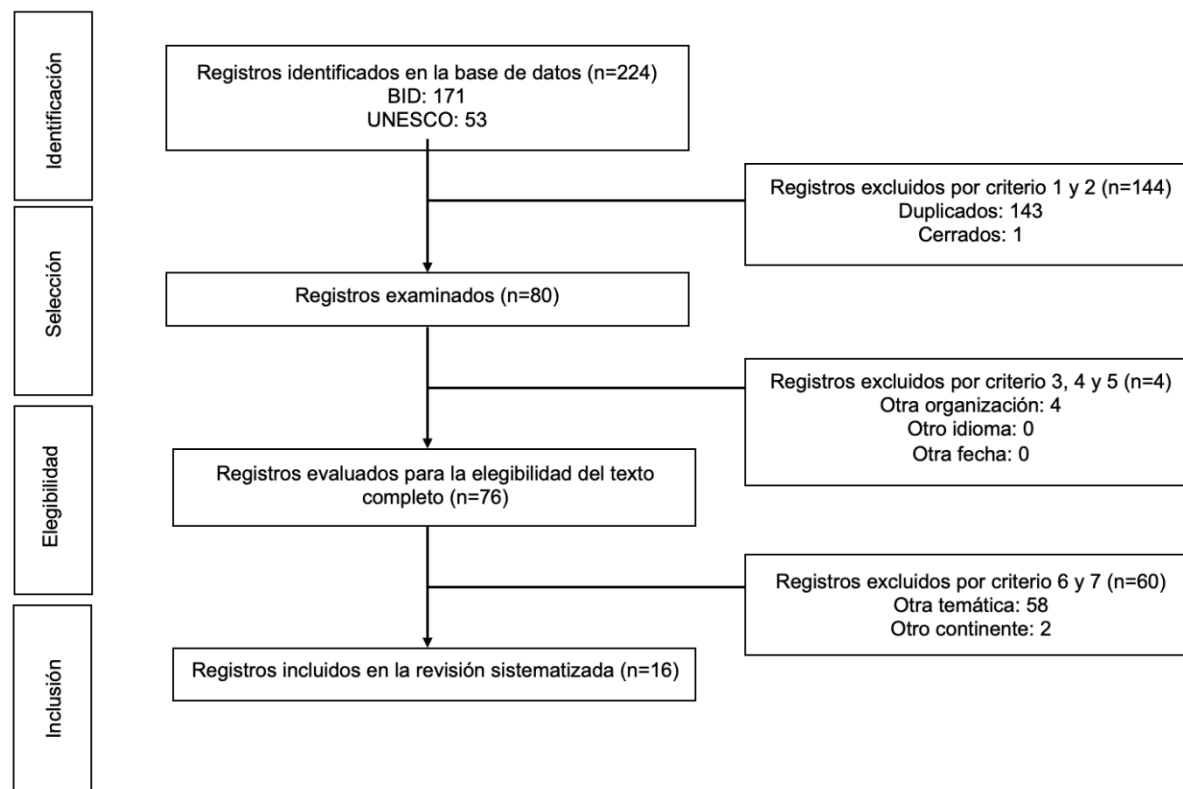 Identificación
Registros identificados en la base de datos (n=224)
BID: 171
UNESCO: 53
Registros excluidos por criterio 1 y 2 (n=144)
Duplicados: 143
Cerrados: 1
Selección
Registros examinados (n=80)
Registros excluidos por criterio 3, 4 y 5 (n=4)
Otra organización: 4
Otro idioma: 0
Otra fecha: 0
Elegibilidad
Registros evaluados para la elegibilidad del texto
completo (n=76)
Registros excluidos por criterio 6 y 7 (n=60)
Otra temática: 58
Otro continente: 2
Inclusión
Registros incluidos en la revisión sistematizada (n=16)